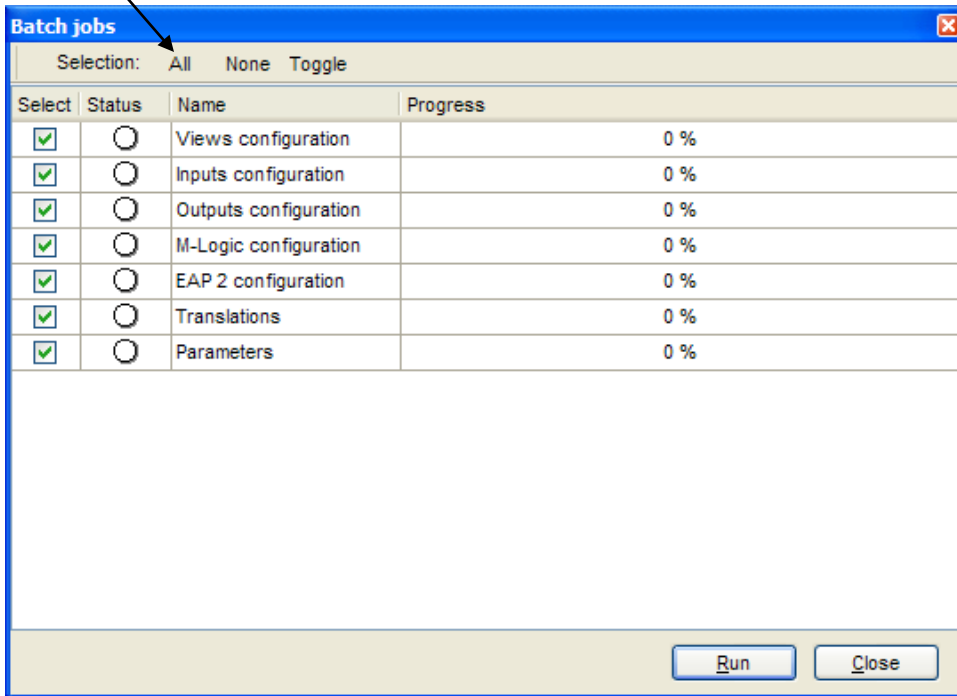 Batch jobs
Selection: All None Toggle
Select Status Name Progress
Views configuration 0 %
Inputs configuration 0 %
Outputs configuration 0 %
M-Logic configuration 0 %
EAP 2 configuration 0 %
Translations 0 %
Parameters 0 %
Run Close